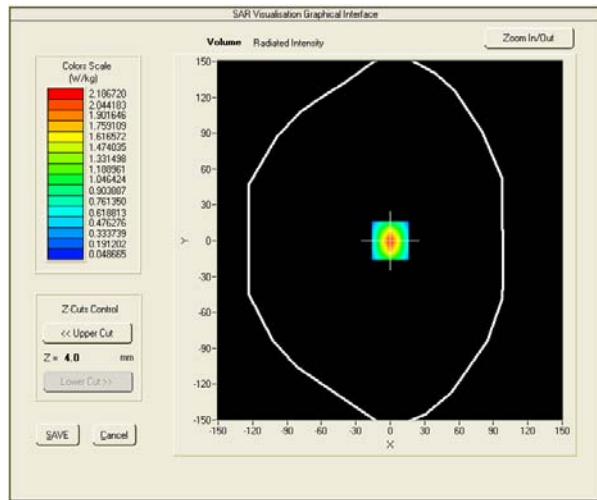 SAR Visualisation Graphical Interface
Volume Radiated Intensity
Zoom In/Out
Colors Scale
(W/kg)
2.186720
2.044183
1.901646
1.759109
1.616572
1.474035
1.331498
1.188961
1.046424
0.903887
0.761350
0.618813
0.476276
0.333739
0.191202
0.048665
Z-Cuts Control
<< Upper Cut
Z = 4.0 mm
Lower Cut >>
SAVE Cancel
150
120
90
60
30
0
-30
-60
-90
-120
-150
Y
-150 -120 -90 -60 -30 0 30 60 90 120 150
X